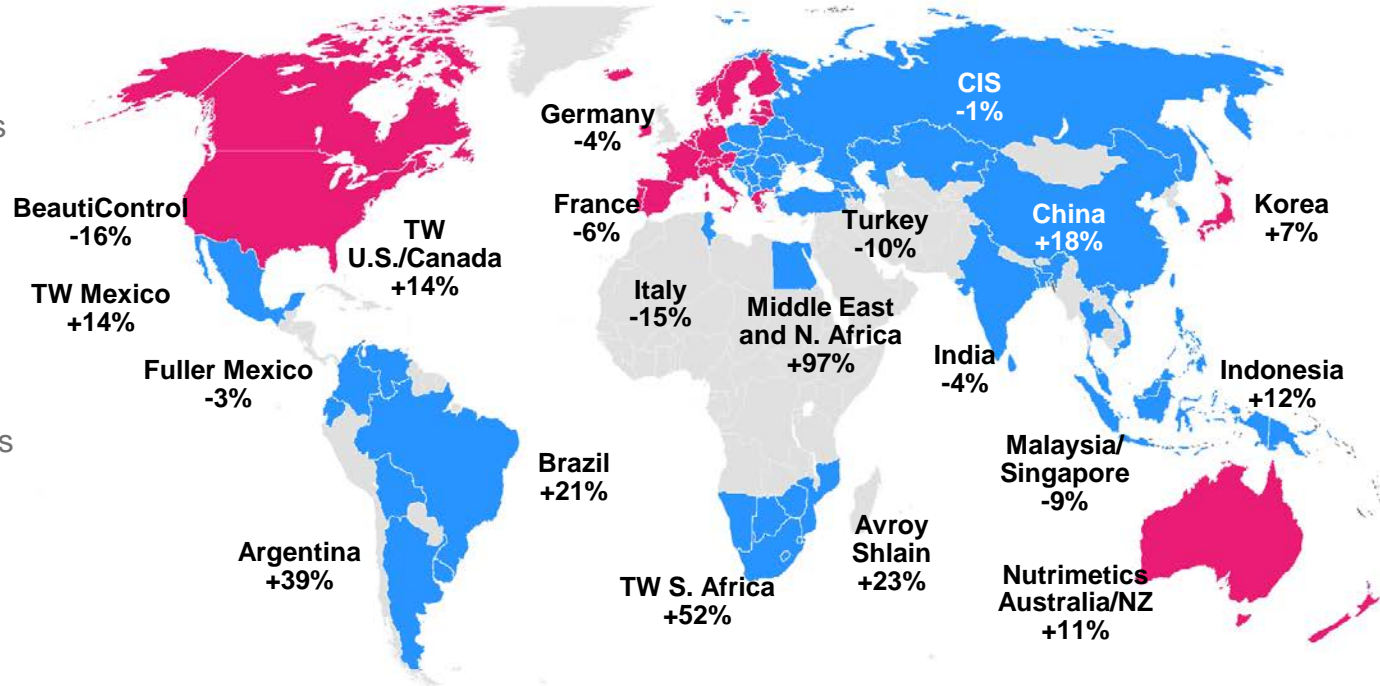 s
s
BeautiControl
-16%
TW
U.S./Canada
+14%
TW Mexico
+14%
Fuller Mexico
-3%
Brazil
+21%
Argentina
+39%
Germany
-4%
France
-6%
Italy
-15%
Turkey
-10%
Middle East
and N. Africa
+97%
TW S. Africa
+52%
Avroy
Shlain
+23%
CIS
-1%
China
+18%
Korea
+7%
India
-4%
Indonesia
+12%
Malaysia/
Singapore
-9%
Nutrimetics
Australia/NZ
+11%